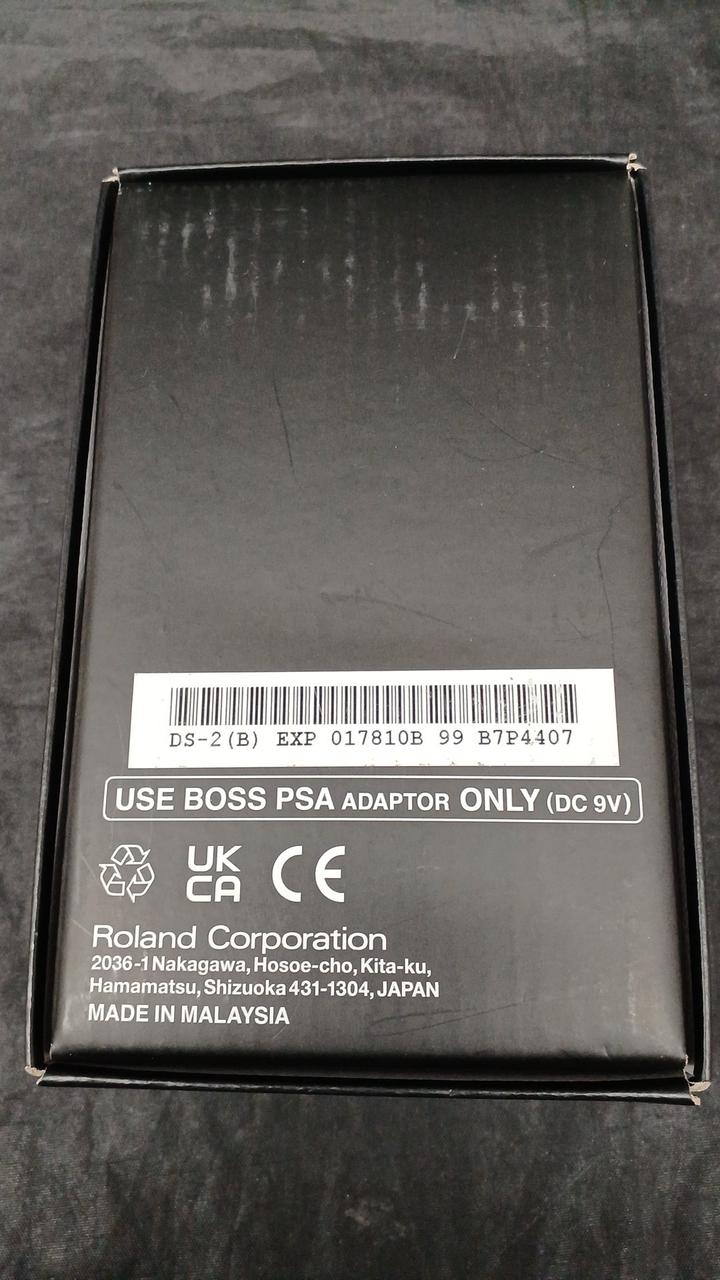 DS-2(B) EXP 017810B 99 B7P4407
USE BOSS PSA ADAPTOR ONLY (DC 9V)
UK
CA CE
Roland Corporation
2036-1 Nakagawa, Hosoe-cho, Kita-ku,
Hamamatsu, Shizuoka 431-1304, JAPAN
MADE IN MALAYSIA